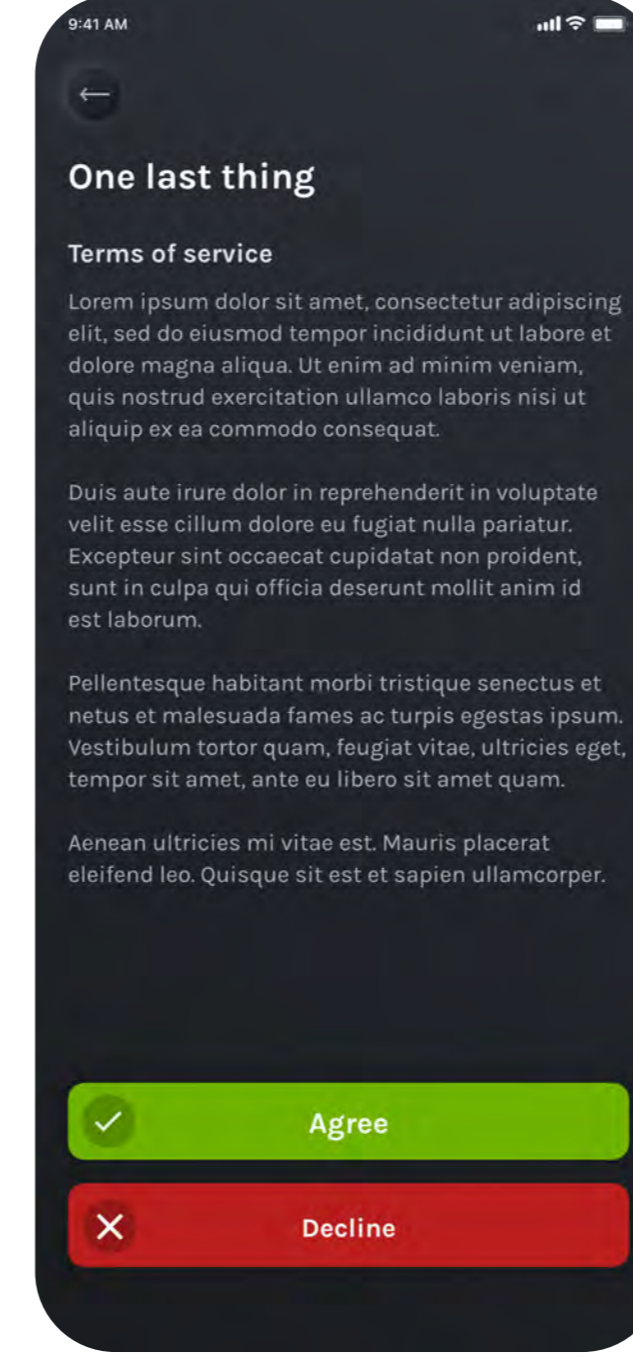 9:41 AM
One last thing
Terms of service
Lorem ipsum dolor sit amet, consectetur adipiscing
elit, sed do eiusmod tempor incididunt ut labore et
dolore magna aliqua. Ut enim ad minim veniam,
quis nostrud exercitation ullamco laboris nisi ut
aliquip ex ea commodo consequat.
Duis aute irure dolor in reprehenderit in voluptate
velit esse cillum dolore eu fugiat nulla pariatur.
Excepteur sint occaecat cupidatat non proident,
sunt in culpa qui officia deserunt mollit anim id
est laborum.
Pellentesque habitant morbi tristique senectus et
netus et malesuada fames ac turpis egestas ipsum.
Vestibulum tortor quam, feugiat vitae, ultricies eget,
tempor sit amet, ante eu libero sit amet quam.
Aenean ultricies mi vitae est. Mauris placerat
eleifend leo. Quisque sit est et sapien ullamcorper.
Agree
Decline